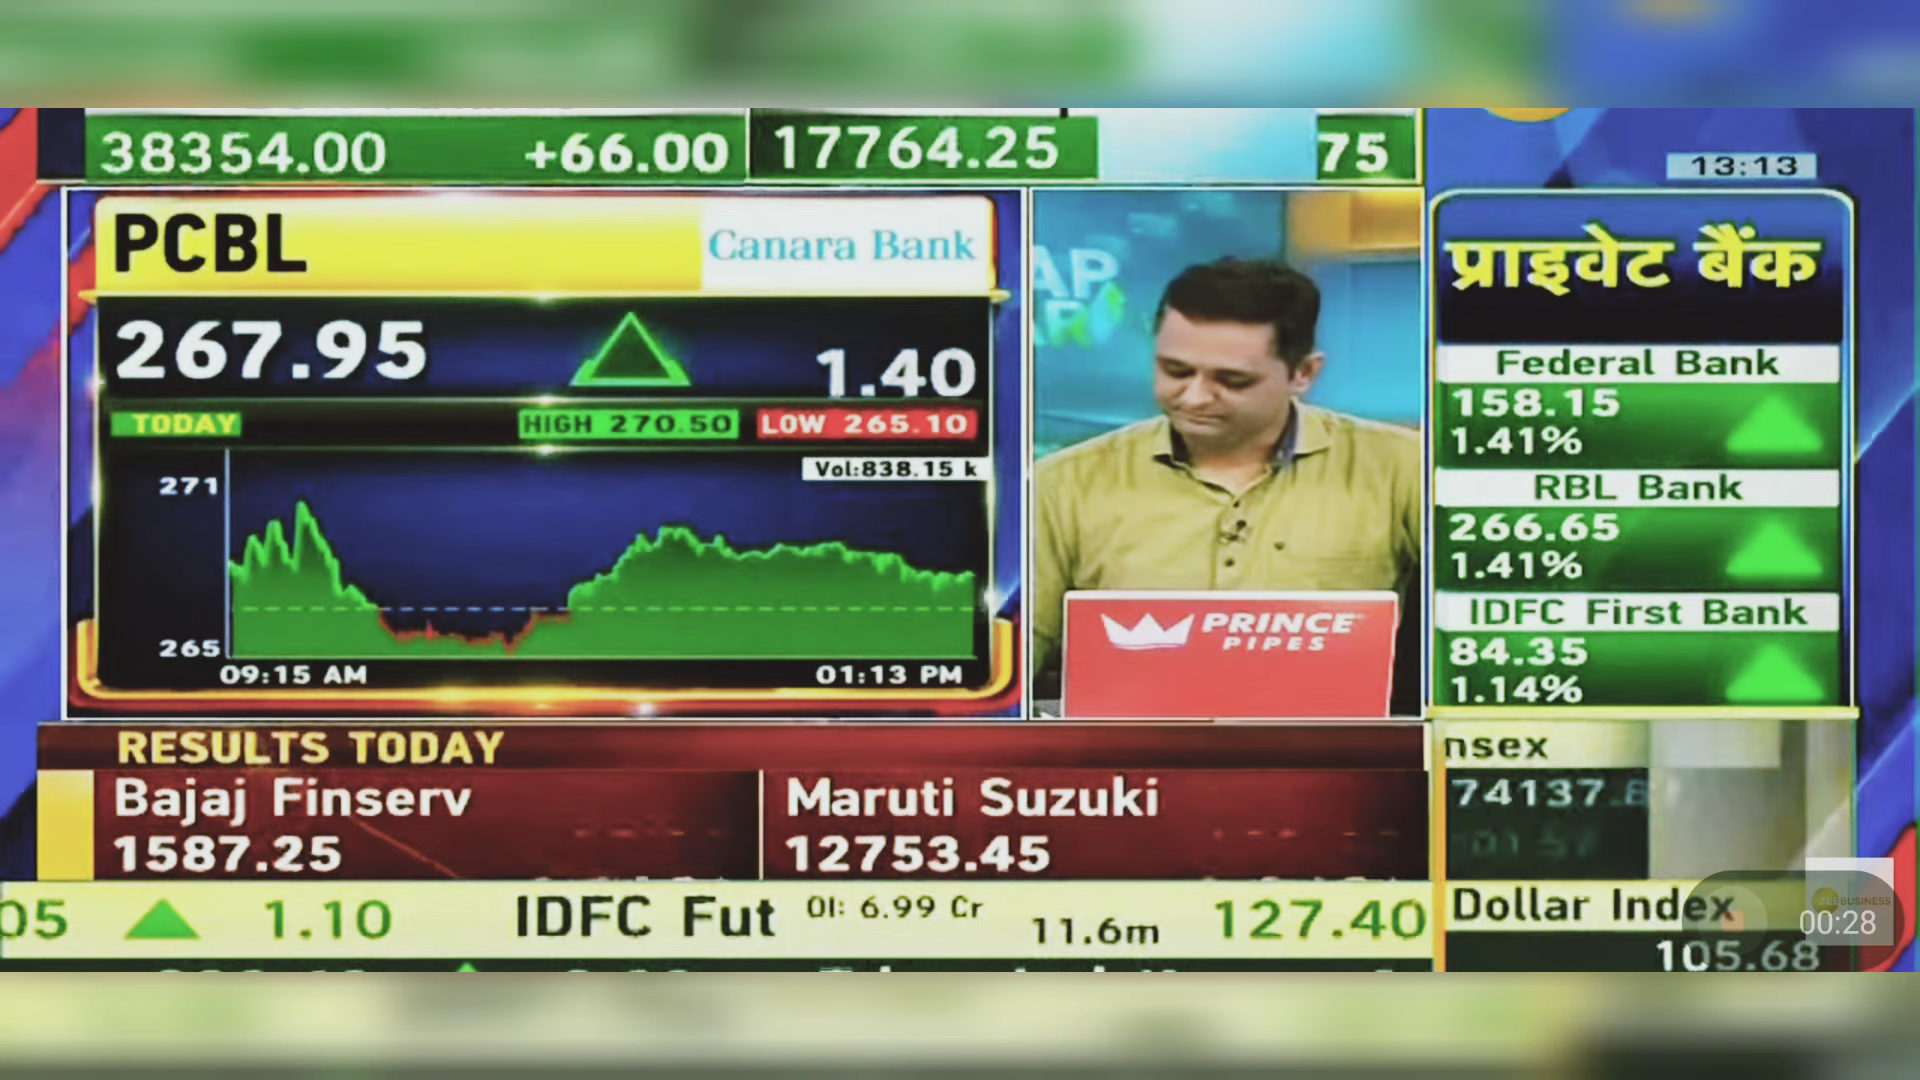 38354.00 +66.00 17764.25 75
13:13
PCBL Canara Bank
267.95 1.40
TODAY HIGH 270.50 LOW 265.10
Vol:838.15 k
271
265
09:15 AM 01:13 PM
PRINCE
PIPES
प्राइवेट बैंक
Federal Bank
158.15
1.41%
RBL Bank
266.65
1.41%
IDFC First Bank
84.35
1.14%
RESULTS TODAY
Bajaj Finserv
1587.25
Maruti Suzuki
12753.45
nsex
74137.8
Dollar Index
105.68
ZEEBUSINESS
00:28
05 1.10 IDFC Fut OI: 6.99 Cr 11.6m 127.40